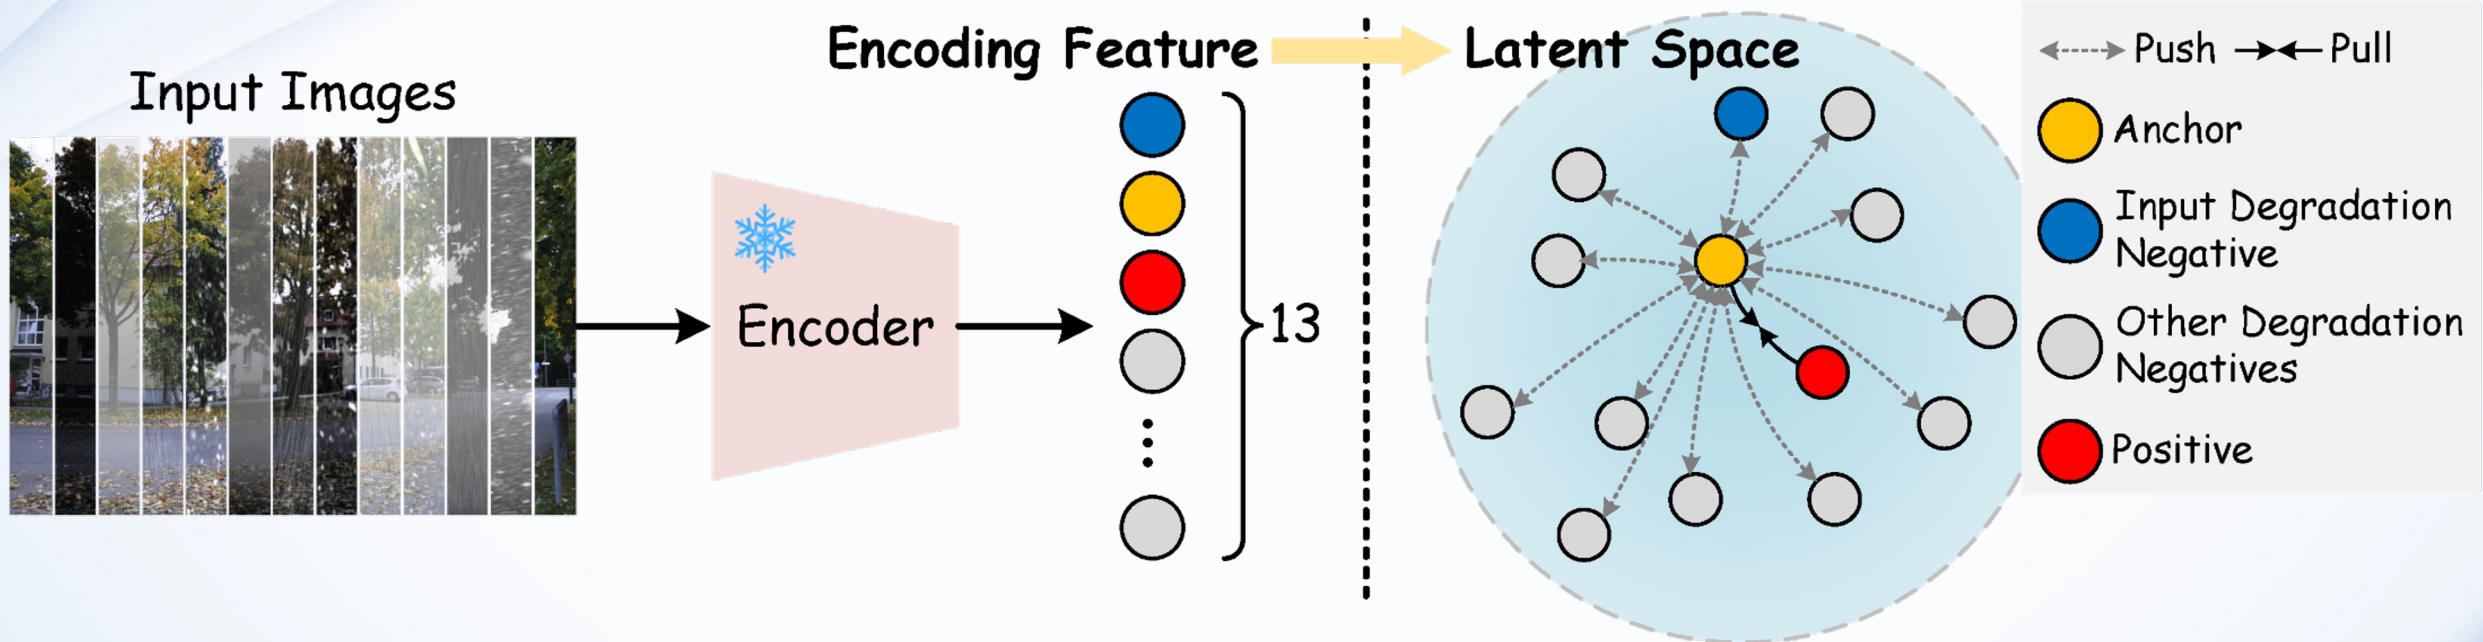 Input Images
Encoder
Encoding Feature
13
Latent Space
Push
Pull
Anchor
Input Degradation
Negative
Other Degradation
Negatives
Positive